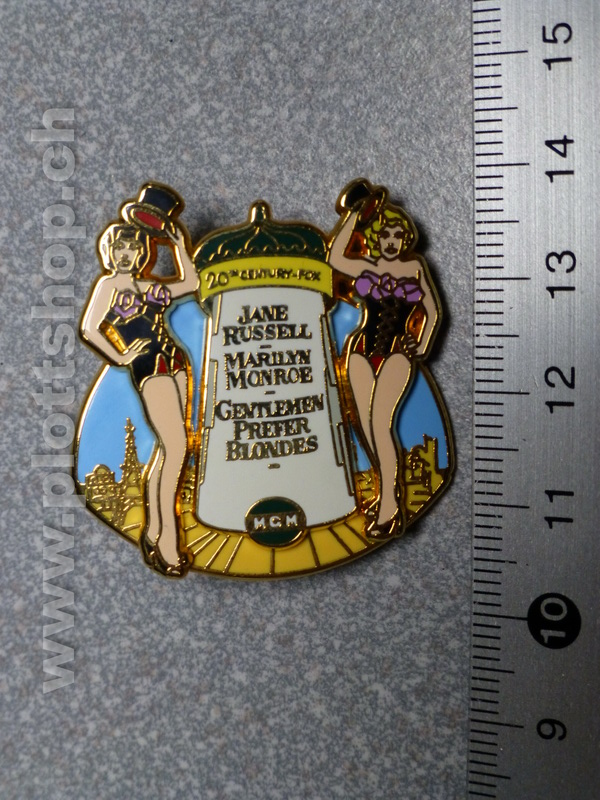 20TH CENTURY-FOX
JANE
RUSSELL
MARILYN
MONROE
GENTLEMEN
PREFER
BLONDES
MGM
www.plottshop.ch
15
14
13
12
11
10
9